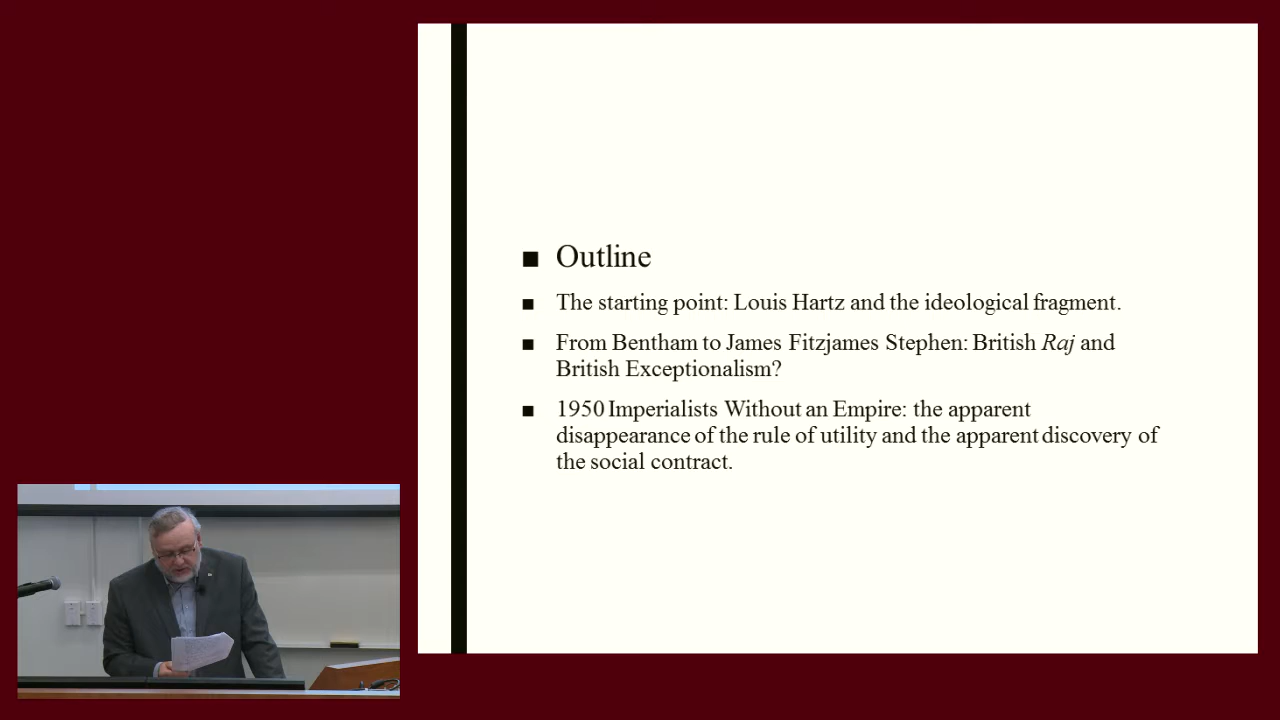 Outline
The starting point: Louis Hartz and the ideological fragment.
From Bentham to James Fitzjames Stephen: British Raj and
British Exceptionalism?
1950 Imperialists Without an Empire: the apparent
disappearance of the rule of utility and the apparent discovery of
the social contract.